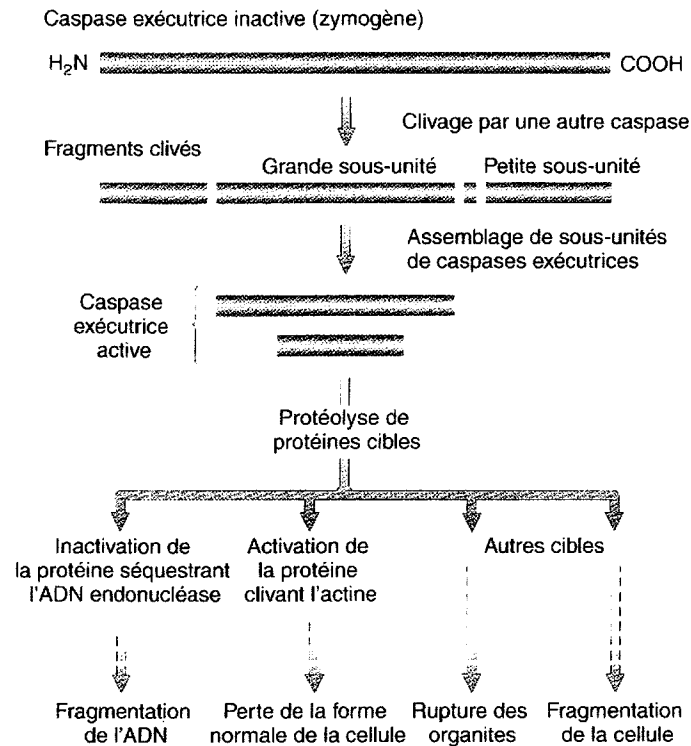 Caspase exécutrice inactive (zymogène)
H₂N
COOH
Clivage par une autre caspase
Fragments clivés
Grande sous-unité
Petite sous-unité
Assemblage de sous-unités
de caspases exécutrices
Caspase
exécutrice
active
Protéolyse de
protéines cibles
Inactivation de
la protéine séquestrant
l'ADN endonucléase
Activation de
la protéine
clivant l'actine
Autres cibles
Fragmentation
de l'ADN
Perte de la forme
normale de la cellule
Rupture des
organites
Fragmentation
de la cellule